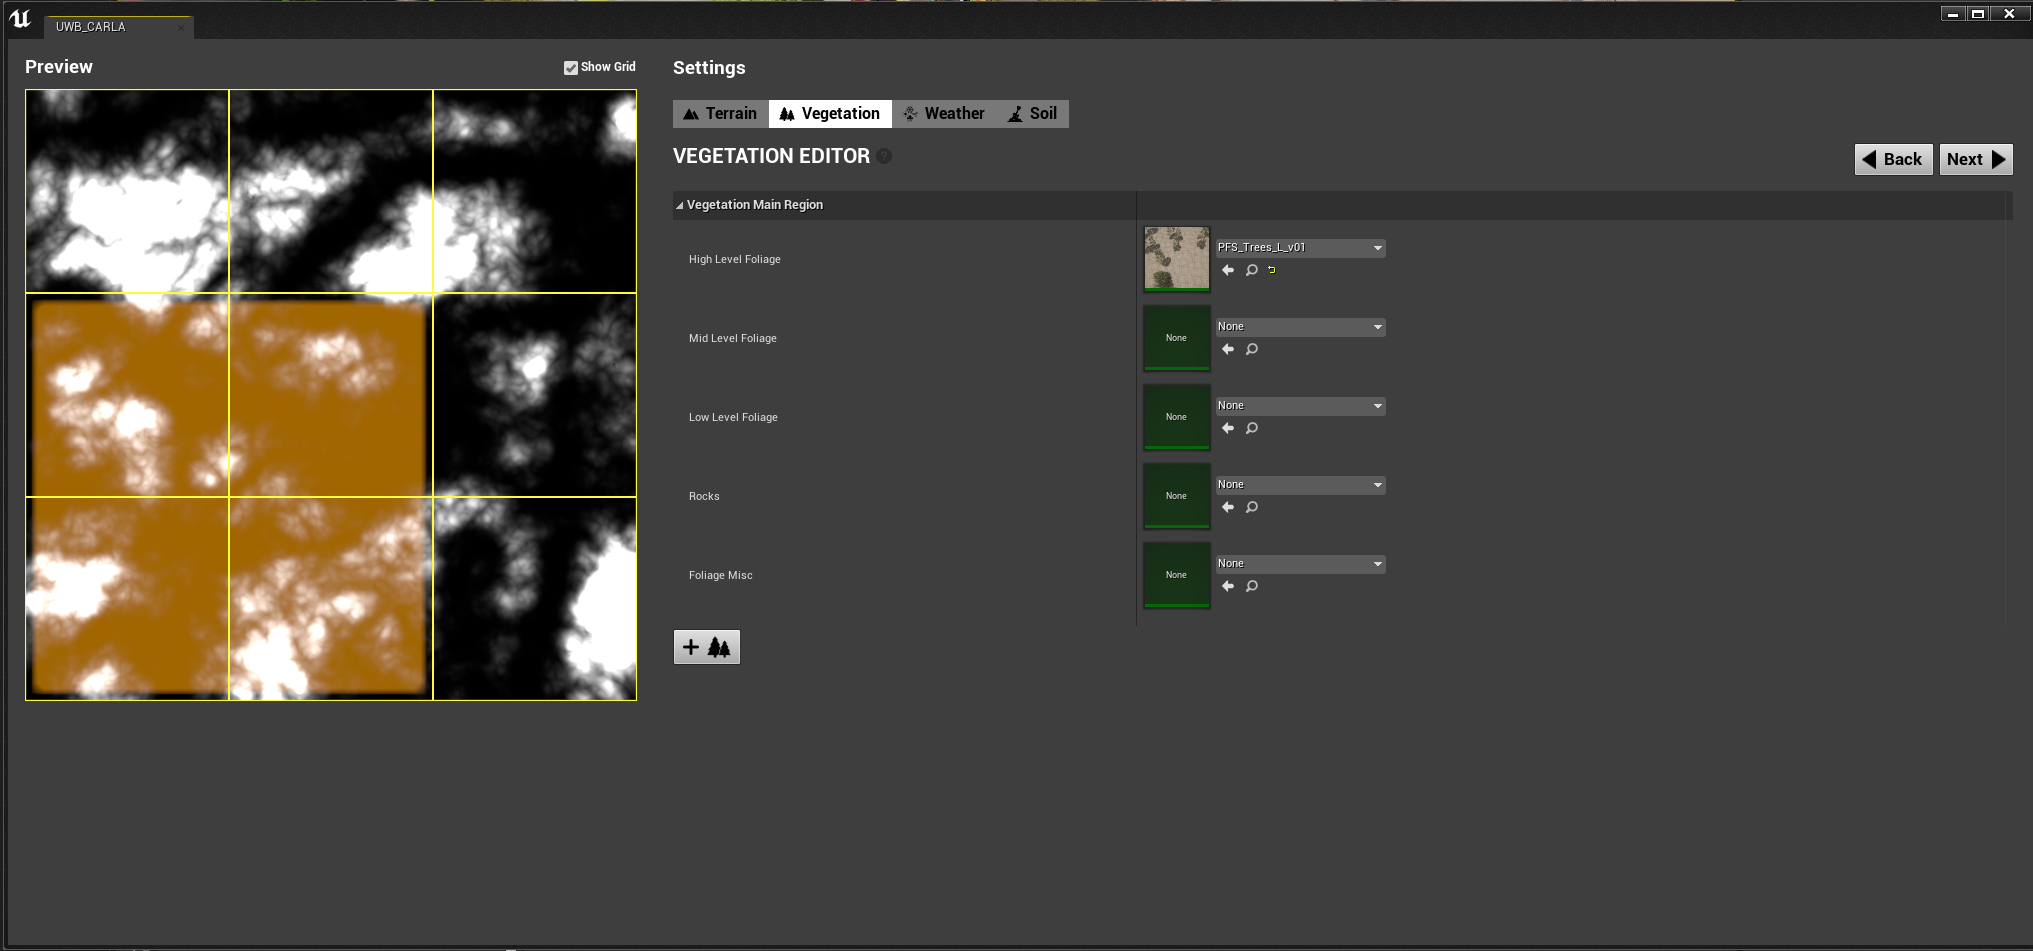 UWB_CARLA
Preview
Show Grid
Settings
Terrain
Vegetation
Weather
Soil
VEGETATION EDITOR ?
Back
Next
Vegetation Main Region
High Level Foliage
PFS_Trees_L_v01
Mid Level Foliage
None
None
Low Level Foliage
None
None
Rocks
None
None
Foliage Misc
None
None